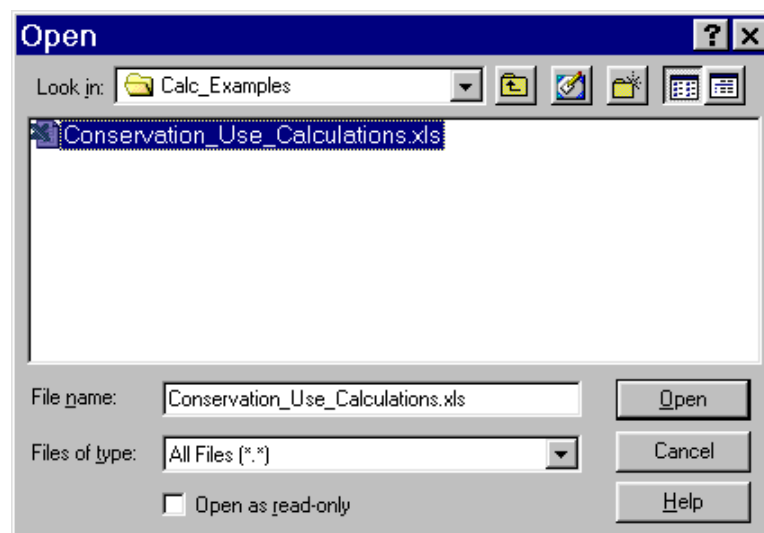 Open
Look in: Calc_Examples
Conservation_Use_Calculations.xls
File name: Conservation_Use_Calculations.xls Open
Files of type: All Files (*.*) Cancel
Open as read-only Help